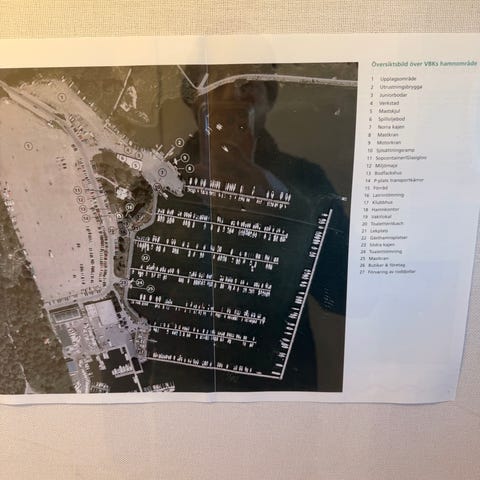 Översiktsbild över VBKs hamnområde
1 Upplagsområde
2 Utrustningsbrygga
3 Juniorbodar
4 Verkstad
5 Mastskjul
6 Spilloljebod
7 Norra kajen
8 Mastkran
9 Motorkran
10 Sjösättningsramp
11 Sopcontainer/Glasigloo
12 Miljömaja
13 Bodfackshus
14 P-plats transportkärror
15 Förråd
16 Latrintömning
17 Klubbhus
18 Hamnkontor
19 Vaktlokal
20 Toalett
21 Lekplats
22 Gästhamnsplatser
23 Södra kajen
24 Toalettömning
25 Mastkran
26 Butiker & företag
27 Förvaring av roddjollar